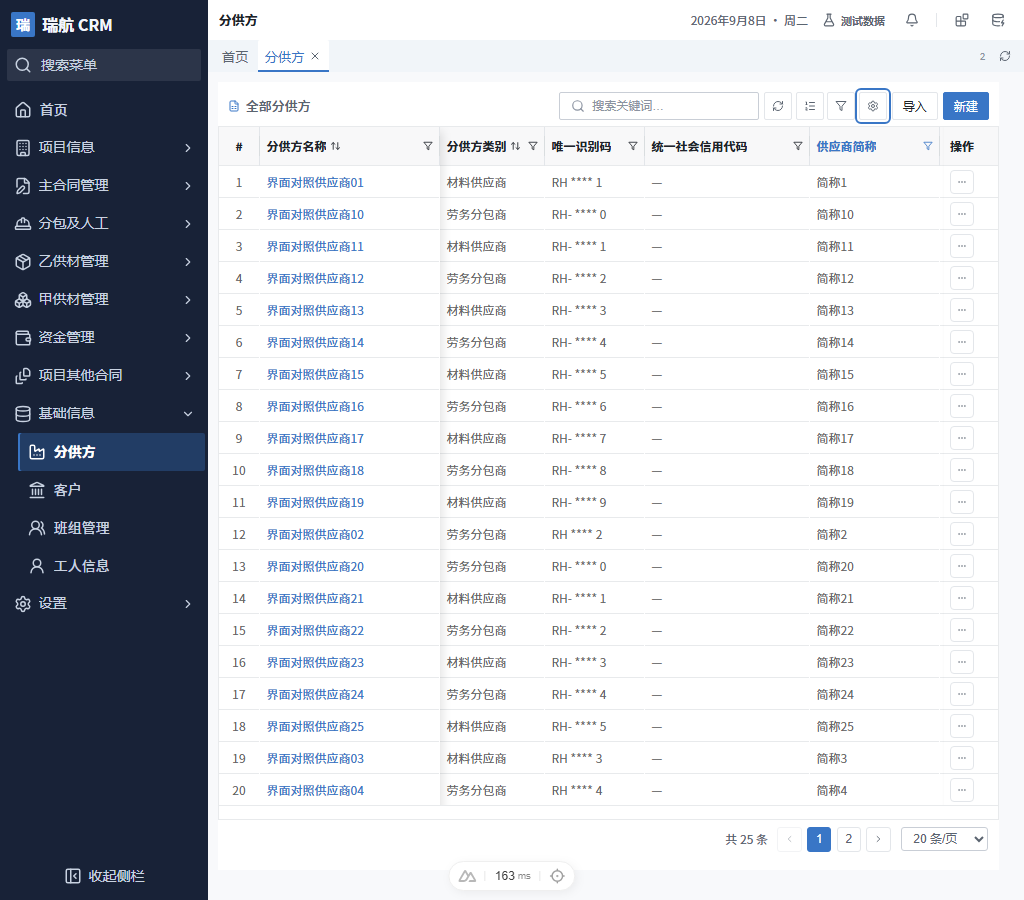 瑞 瑞航 CRM
搜索菜单
首页
项目信息
主合同管理
分包及人工
乙供材管理
甲供材管理
资金管理
项目其他合同
基础信息
分供方
客户
班组管理
工人信息
设置
收起侧栏
分供方 2026年9月8日 · 周二 测试数据
首页 分供方 × 2
全部分供方 搜索关键词... 导入 新建
# 分供方名称 分供方类别 唯一识别码 统一社会信用代码 供应商简称 操作
1 界面对照供应商01 材料供应商 RH **** 1 — 简称1 ...
2 界面对照供应商10 劳务分包商 RH- **** 0 — 简称10 ...
3 界面对照供应商11 材料供应商 RH- **** 1 — 简称11 ...
4 界面对照供应商12 劳务分包商 RH- **** 2 — 简称12 ...
5 界面对照供应商13 材料供应商 RH- **** 3 — 简称13 ...
6 界面对照供应商14 劳务分包商 RH- **** 4 — 简称14 ...
7 界面对照供应商15 材料供应商 RH- **** 5 — 简称15 ...
8 界面对照供应商16 劳务分包商 RH- **** 6 — 简称16 ...
9 界面对照供应商17 材料供应商 RH- **** 7 — 简称17 ...
10 界面对照供应商18 劳务分包商 RH- **** 8 — 简称18 ...
11 界面对照供应商19 材料供应商 RH- **** 9 — 简称19 ...
12 界面对照供应商02 劳务分包商 RH **** 2 — 简称2 ...
13 界面对照供应商20 劳务分包商 RH- **** 0 — 简称20 ...
14 界面对照供应商21 材料供应商 RH- **** 1 — 简称21 ...
15 界面对照供应商22 劳务分包商 RH- **** 2 — 简称22 ...
16 界面对照供应商23 材料供应商 RH- **** 3 — 简称23 ...
17 界面对照供应商24 劳务分包商 RH- **** 4 — 简称24 ...
18 界面对照供应商25 材料供应商 RH- **** 5 — 简称25 ...
19 界面对照供应商03 材料供应商 RH **** 3 — 简称3 ...
20 界面对照供应商04 劳务分包商 RH **** 4 — 简称4 ...
共 25 条 1 2 20 条/页
163 ms